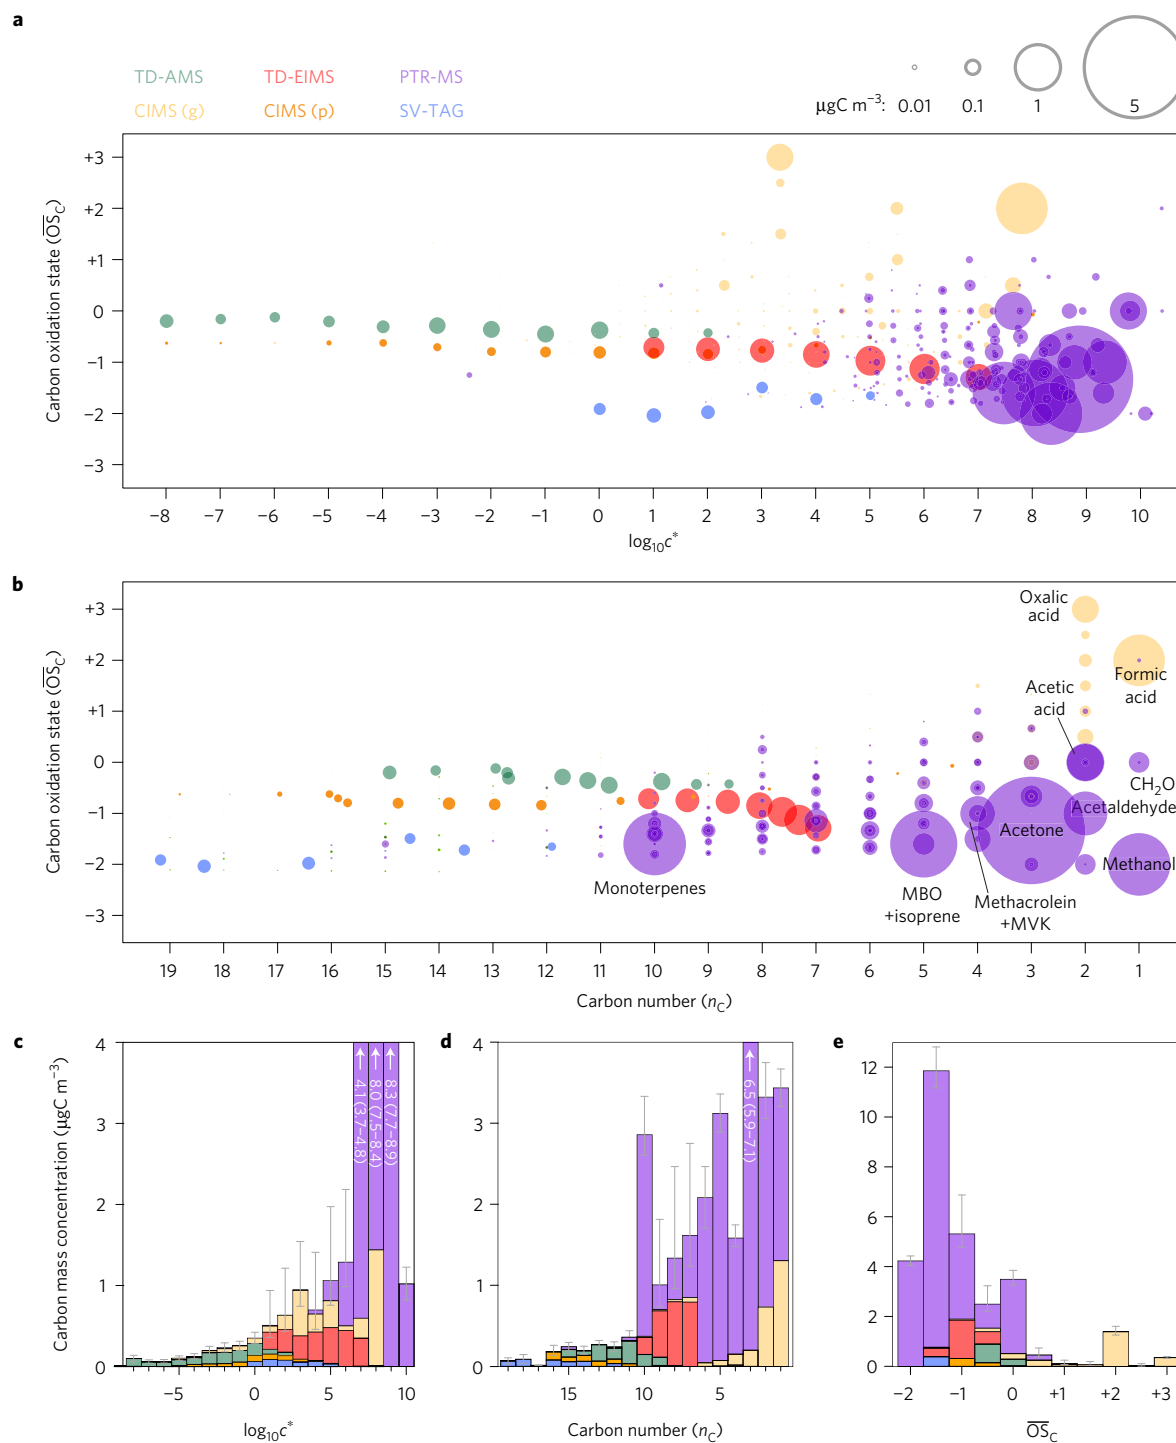 a
TD-AMS TD-EIMS PTR-MS
CIMS (g) CIMS (p) SV-TAG
μgC m⁻³: 0.01 0.1 1 5
Carbon oxidation state (OS̅_C)
+3
+2
+1
0
−1
−2
−3
−8 −7 −6 −5 −4 −3 −2 −1 0 1 2 3 4 5 6 7 8 9 10
log₁₀c*
b
Carbon oxidation state (OS̅_C)
+3
+2
+1
0
−1
−2
−3
Oxalic
acid
Formic
acid
Acetic
acid
CH₂O
Acetaldehyde
Acetone
Methanol
Monoterpenes
MBO
+isoprene
Methacrolein
+MVK
19 18 17 16 15 14 13 12 11 10 9 8 7 6 5 4 3 2 1
Carbon number (n_C)
c
Carbon mass concentration (μgC m⁻³)
4
3
2
1
0
4.1 (3.7–4.8)
8.0 (7.5–8.4)
8.3 (7.7–8.9)
−5 0 5 10
log₁₀c*
d
4
3
2
1
0
6.5 (5.9–7.1)
15 10 5
Carbon number (n_C)
e
12
10
8
6
4
2
0
−2 −1 0 +1 +2 +3
OS̅_C